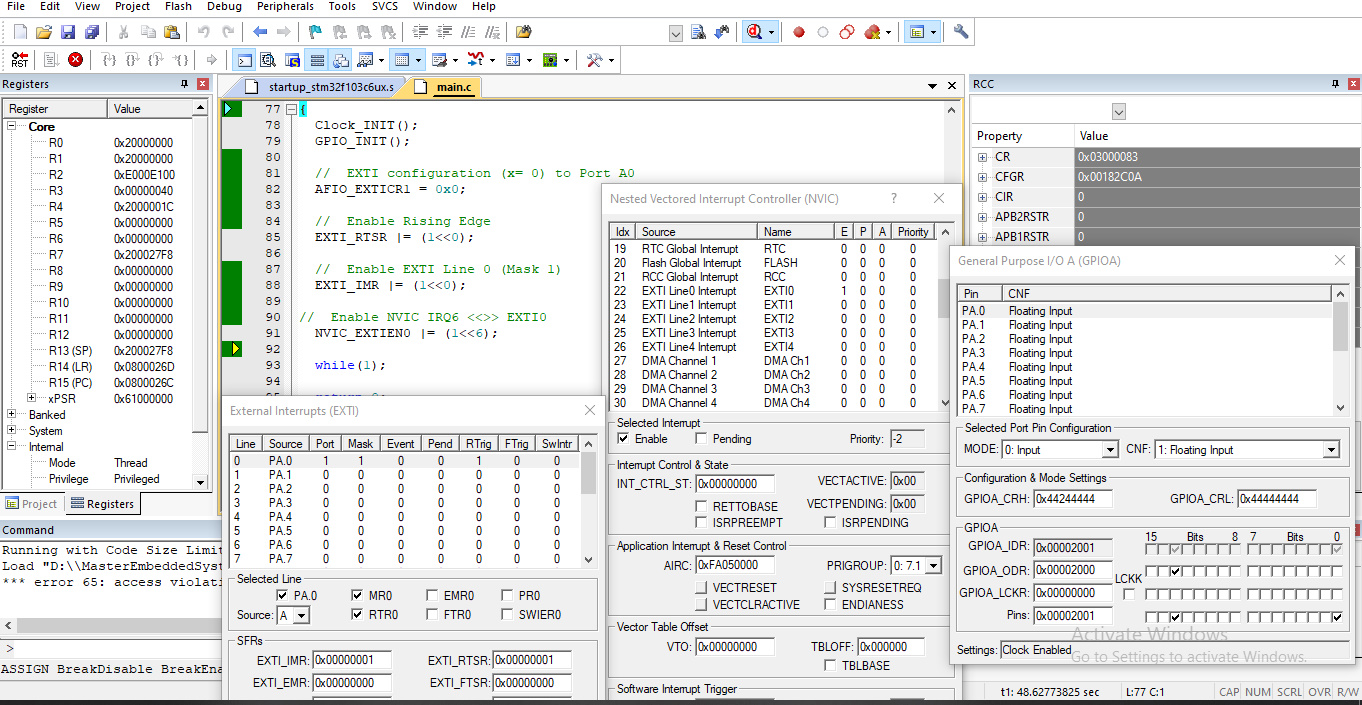 File Edit View Project Flash Debug Peripherals Tools SVCS Window Help
RST
Registers
Register Value
Core
R0 0x20000000
R1 0x20000000
R2 0xE000E100
R3 0x00000040
R4 0x2000001C
R5 0x00000000
R6 0x00000000
R7 0x200027F8
R8 0x00000000
R9 0x00000000
R10 0x00000000
R11 0x00000000
R12 0x00000000
R13 (SP) 0x200027F8
R14 (LR) 0x0800026D
R15 (PC) 0x0800026C
xPSR 0x61000000
Banked
System
Internal
Mode Thread
Privilege Privileged
Project Registers
startup_stm32f103c6ux.s main.c
77 {
78 Clock_INIT();
79 GPIO_INIT();
80
81 // EXTI configuration (x= 0) to Port A0
82 AFIO_EXTICR1 = 0x0;
83
84 // Enable Rising Edge
85 EXTI_RTSR |= (1<<0);
86
87 // Enable EXTI Line 0 (Mask 1)
88 EXTI_IMR |= (1<<0);
89
90 // Enable NVIC IRQ6 <<>> EXTI0
91 NVIC_EXTIEN0 |= (1<<6);
92
93 while(1);
94
RCC
Property Value
CR 0x03000083
CFGR 0x00182C0A
CIR 0
APB2RSTR 0
APB1RSTR 0
Nested Vectored Interrupt Controller (NVIC) ?
Idx Source Name E P A Priority
19 RTC Global Interrupt RTC 0 0 0 0
20 Flash Global Interrupt FLASH 0 0 0 0
21 RCC Global Interrupt RCC 0 0 0 0
22 EXTI Line0 Interrupt EXTI0 1 0 0 0
23 EXTI Line1 Interrupt EXTI1 0 0 0 0
24 EXTI Line2 Interrupt EXTI2 0 0 0 0
25 EXTI Line3 Interrupt EXTI3 0 0 0 0
26 EXTI Line4 Interrupt EXTI4 0 0 0 0
27 DMA Channel 1 DMA Ch1 0 0 0 0
28 DMA Channel 2 DMA Ch2 0 0 0 0
29 DMA Channel 3 DMA Ch3 0 0 0 0
30 DMA Channel 4 DMA Ch4 0 0 0 0
Selected Interrupt
Enable Pending Priority: -2
Interrupt Control & State
INT_CTRL_ST: 0x00000000 VECTACTIVE: 0x00
RETTOBASE VECTPENDING: 0x00
ISRPREEMPT ISRPENDING
Application Interrupt & Reset Control
AIRC: 0xFA050000 PRIGROUP: 0: 7.1
VECTRESET SYSRESETREQ
VECTCLRACTIVE ENDIANESS
Vector Table Offset
VTO: 0x00000000 TBLOFF: 0x000000
TBLBASE
Software Interrupt Trigger
General Purpose I/O A (GPIOA)
Pin CNF
PA.0 Floating Input
PA.1 Floating Input
PA.2 Floating Input
PA.3 Floating Input
PA.4 Floating Input
PA.5 Floating Input
PA.6 Floating Input
PA.7 Floating Input
Selected Port Pin Configuration
MODE: 0: Input CNF: 1: Floating Input
Configuration & Mode Settings
GPIOA_CRH: 0x44244444 GPIOA_CRL: 0x44444444
GPIOA
15 Bits 8 7 Bits 0
GPIOA_IDR: 0x00002001
GPIOA_ODR: 0x00002000
LCKK
GPIOA_LCKR: 0x00000000
Pins: 0x00002001
Settings: Clock Enabled
Activate Windows
Go to Settings to activate Windows.
External Interrupts (EXTI)
Line Source Port Mask Event Pend RTrig FTrig SwIntr
0 PA.0 1 1 0 0 1 0 0
1 PA.1 0 0 0 0 0 0 0
2 PA.2 0 0 0 0 0 0 0
3 PA.3 0 0 0 0 0 0 0
4 PA.4 0 0 0 0 0 0 0
5 PA.5 0 0 0 0 0 0 0
6 PA.6 0 0 0 0 0 0 0
7 PA.7 0 0 0 0 0 0 0
Selected Line
PA.0 MR0 EMR0 PR0
Source: A RTR0 FTR0 SWIER0
SFRs
EXTI_IMR: 0x00000001 EXTI_RTSR: 0x00000001
EXTI_EMR: 0x00000000 EXTI_FTSR: 0x00000000
Command
Running with Code Size Limit
Load "D:\\MasterEmbeddedSyst
*** error 65: access violati
>
ASSIGN BreakDisable BreakEna
t1: 48.62773825 sec L:77 C:1 CAP NUM SCRL OVR R/W